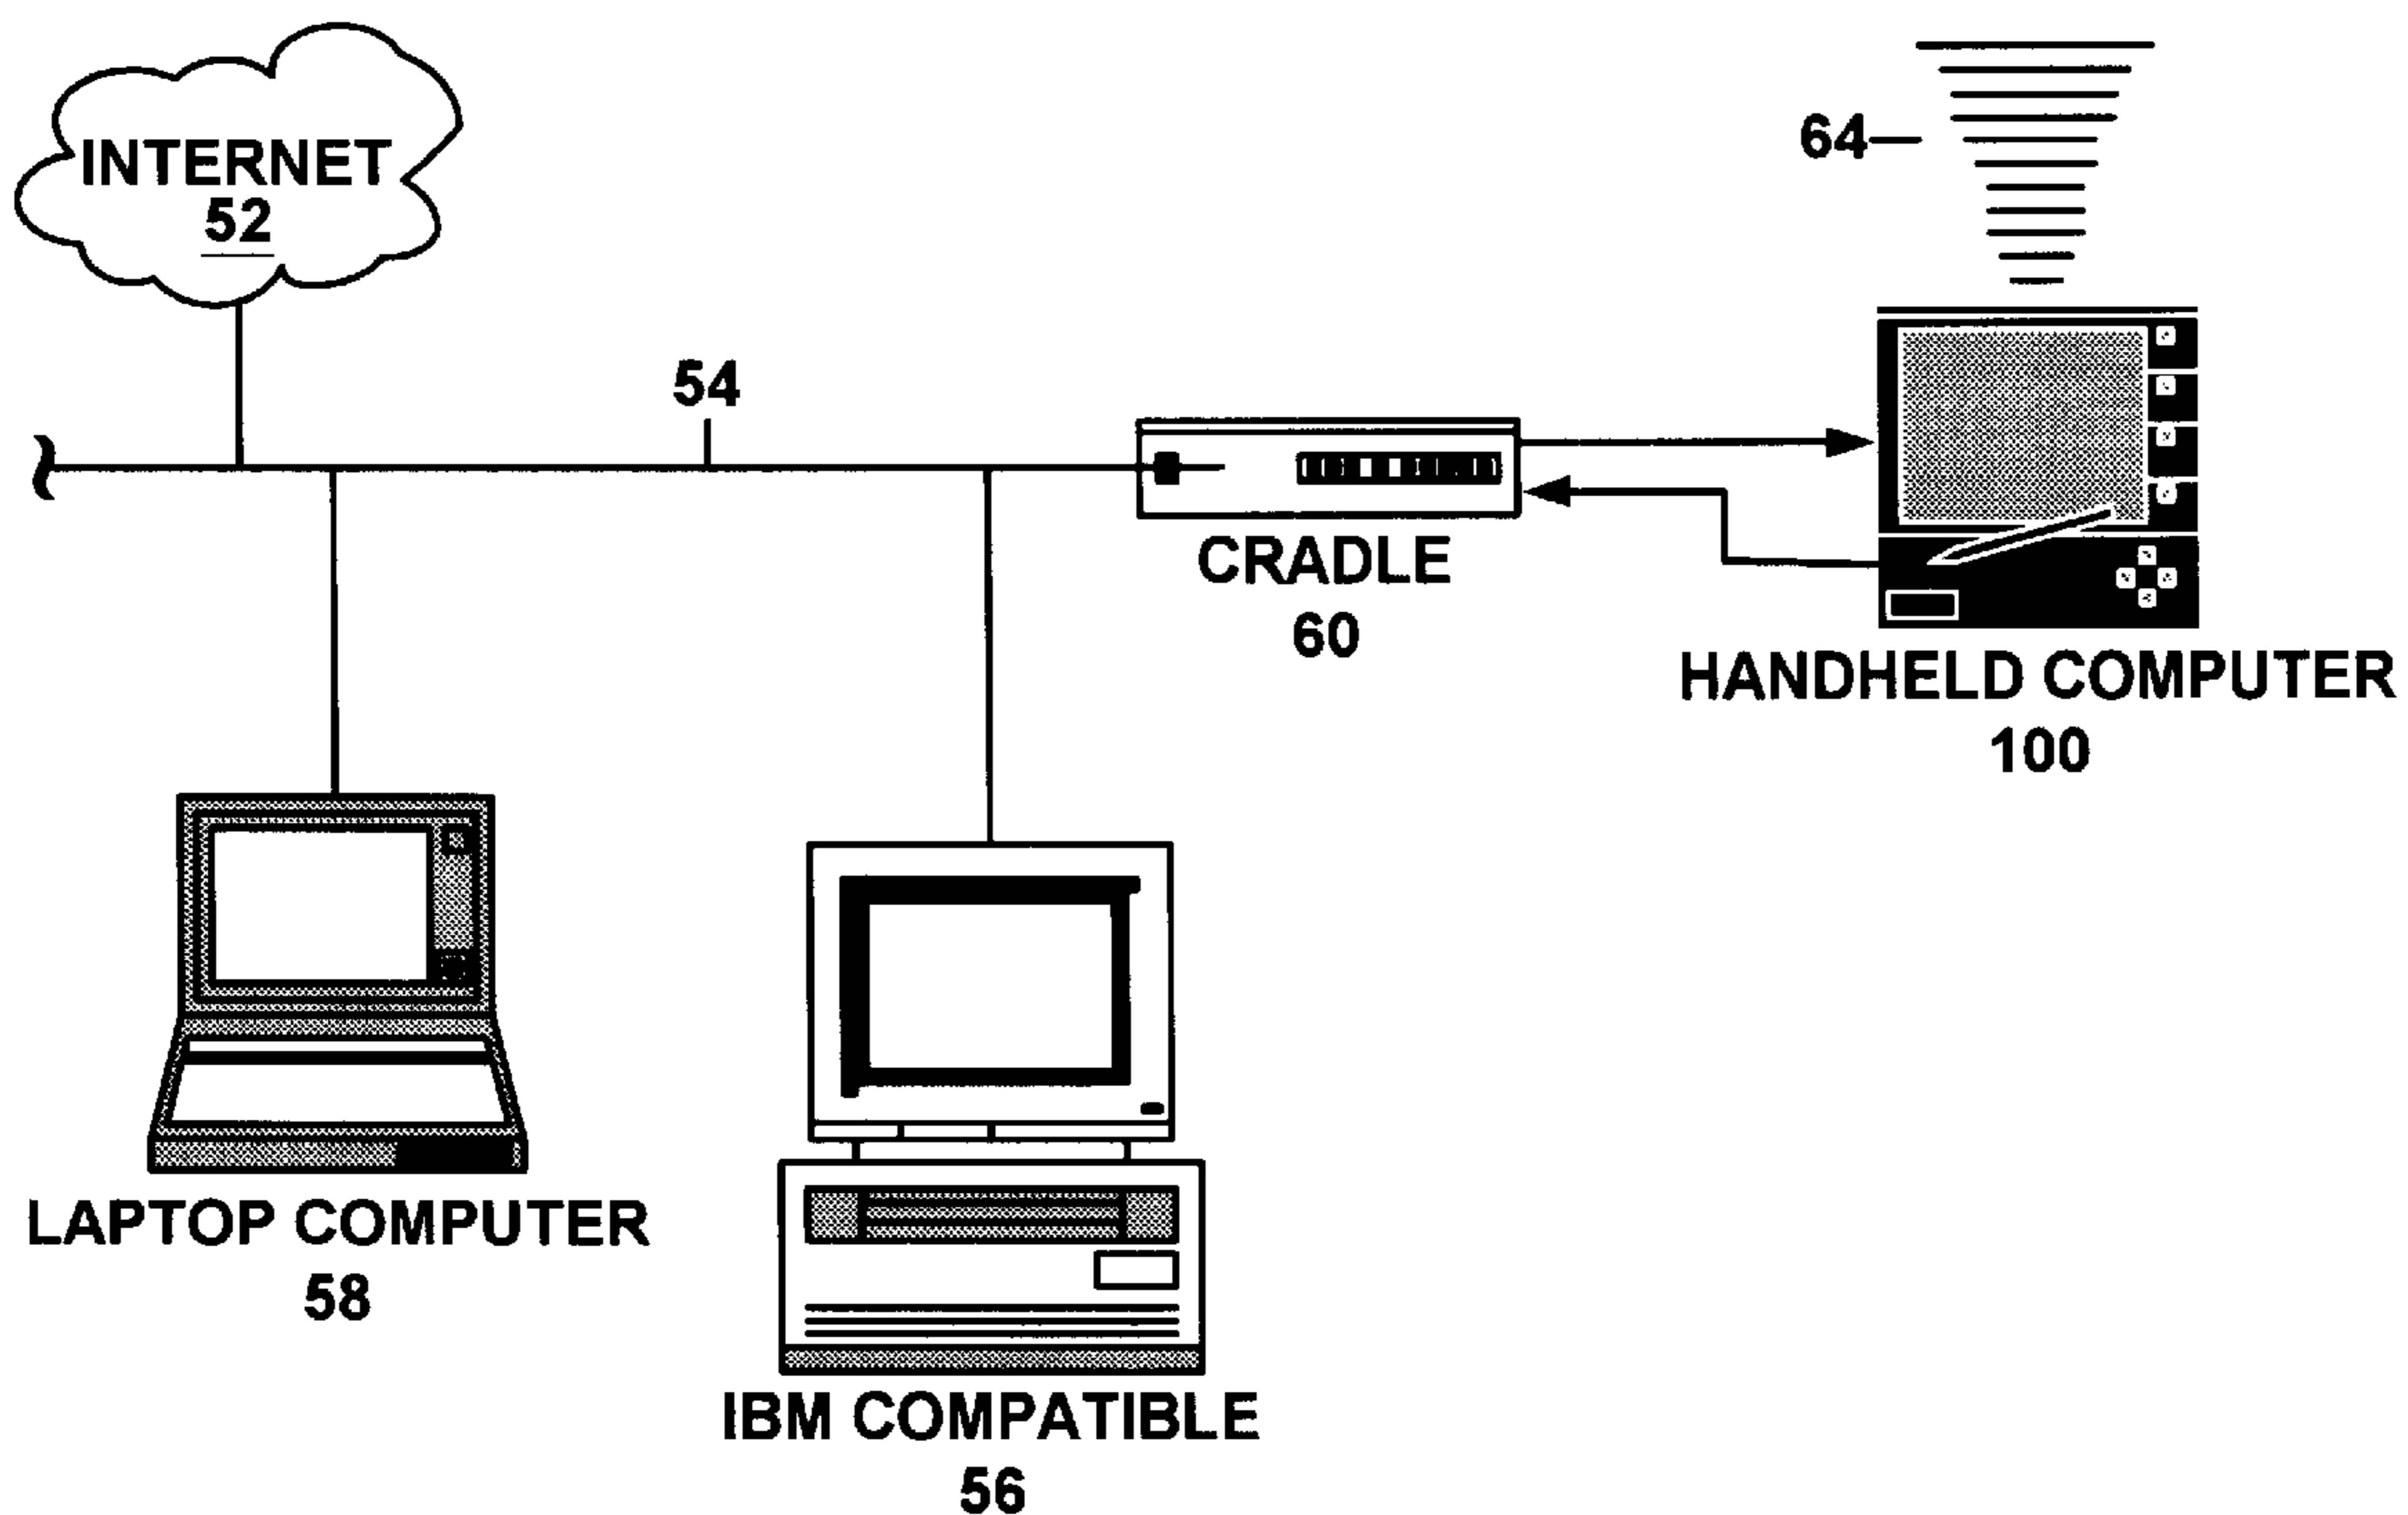 INTERNET
52
64
54
CRADLE
60
HANDHELD COMPUTER
100
LAPTOP COMPUTER
58
IBM COMPATIBLE
56